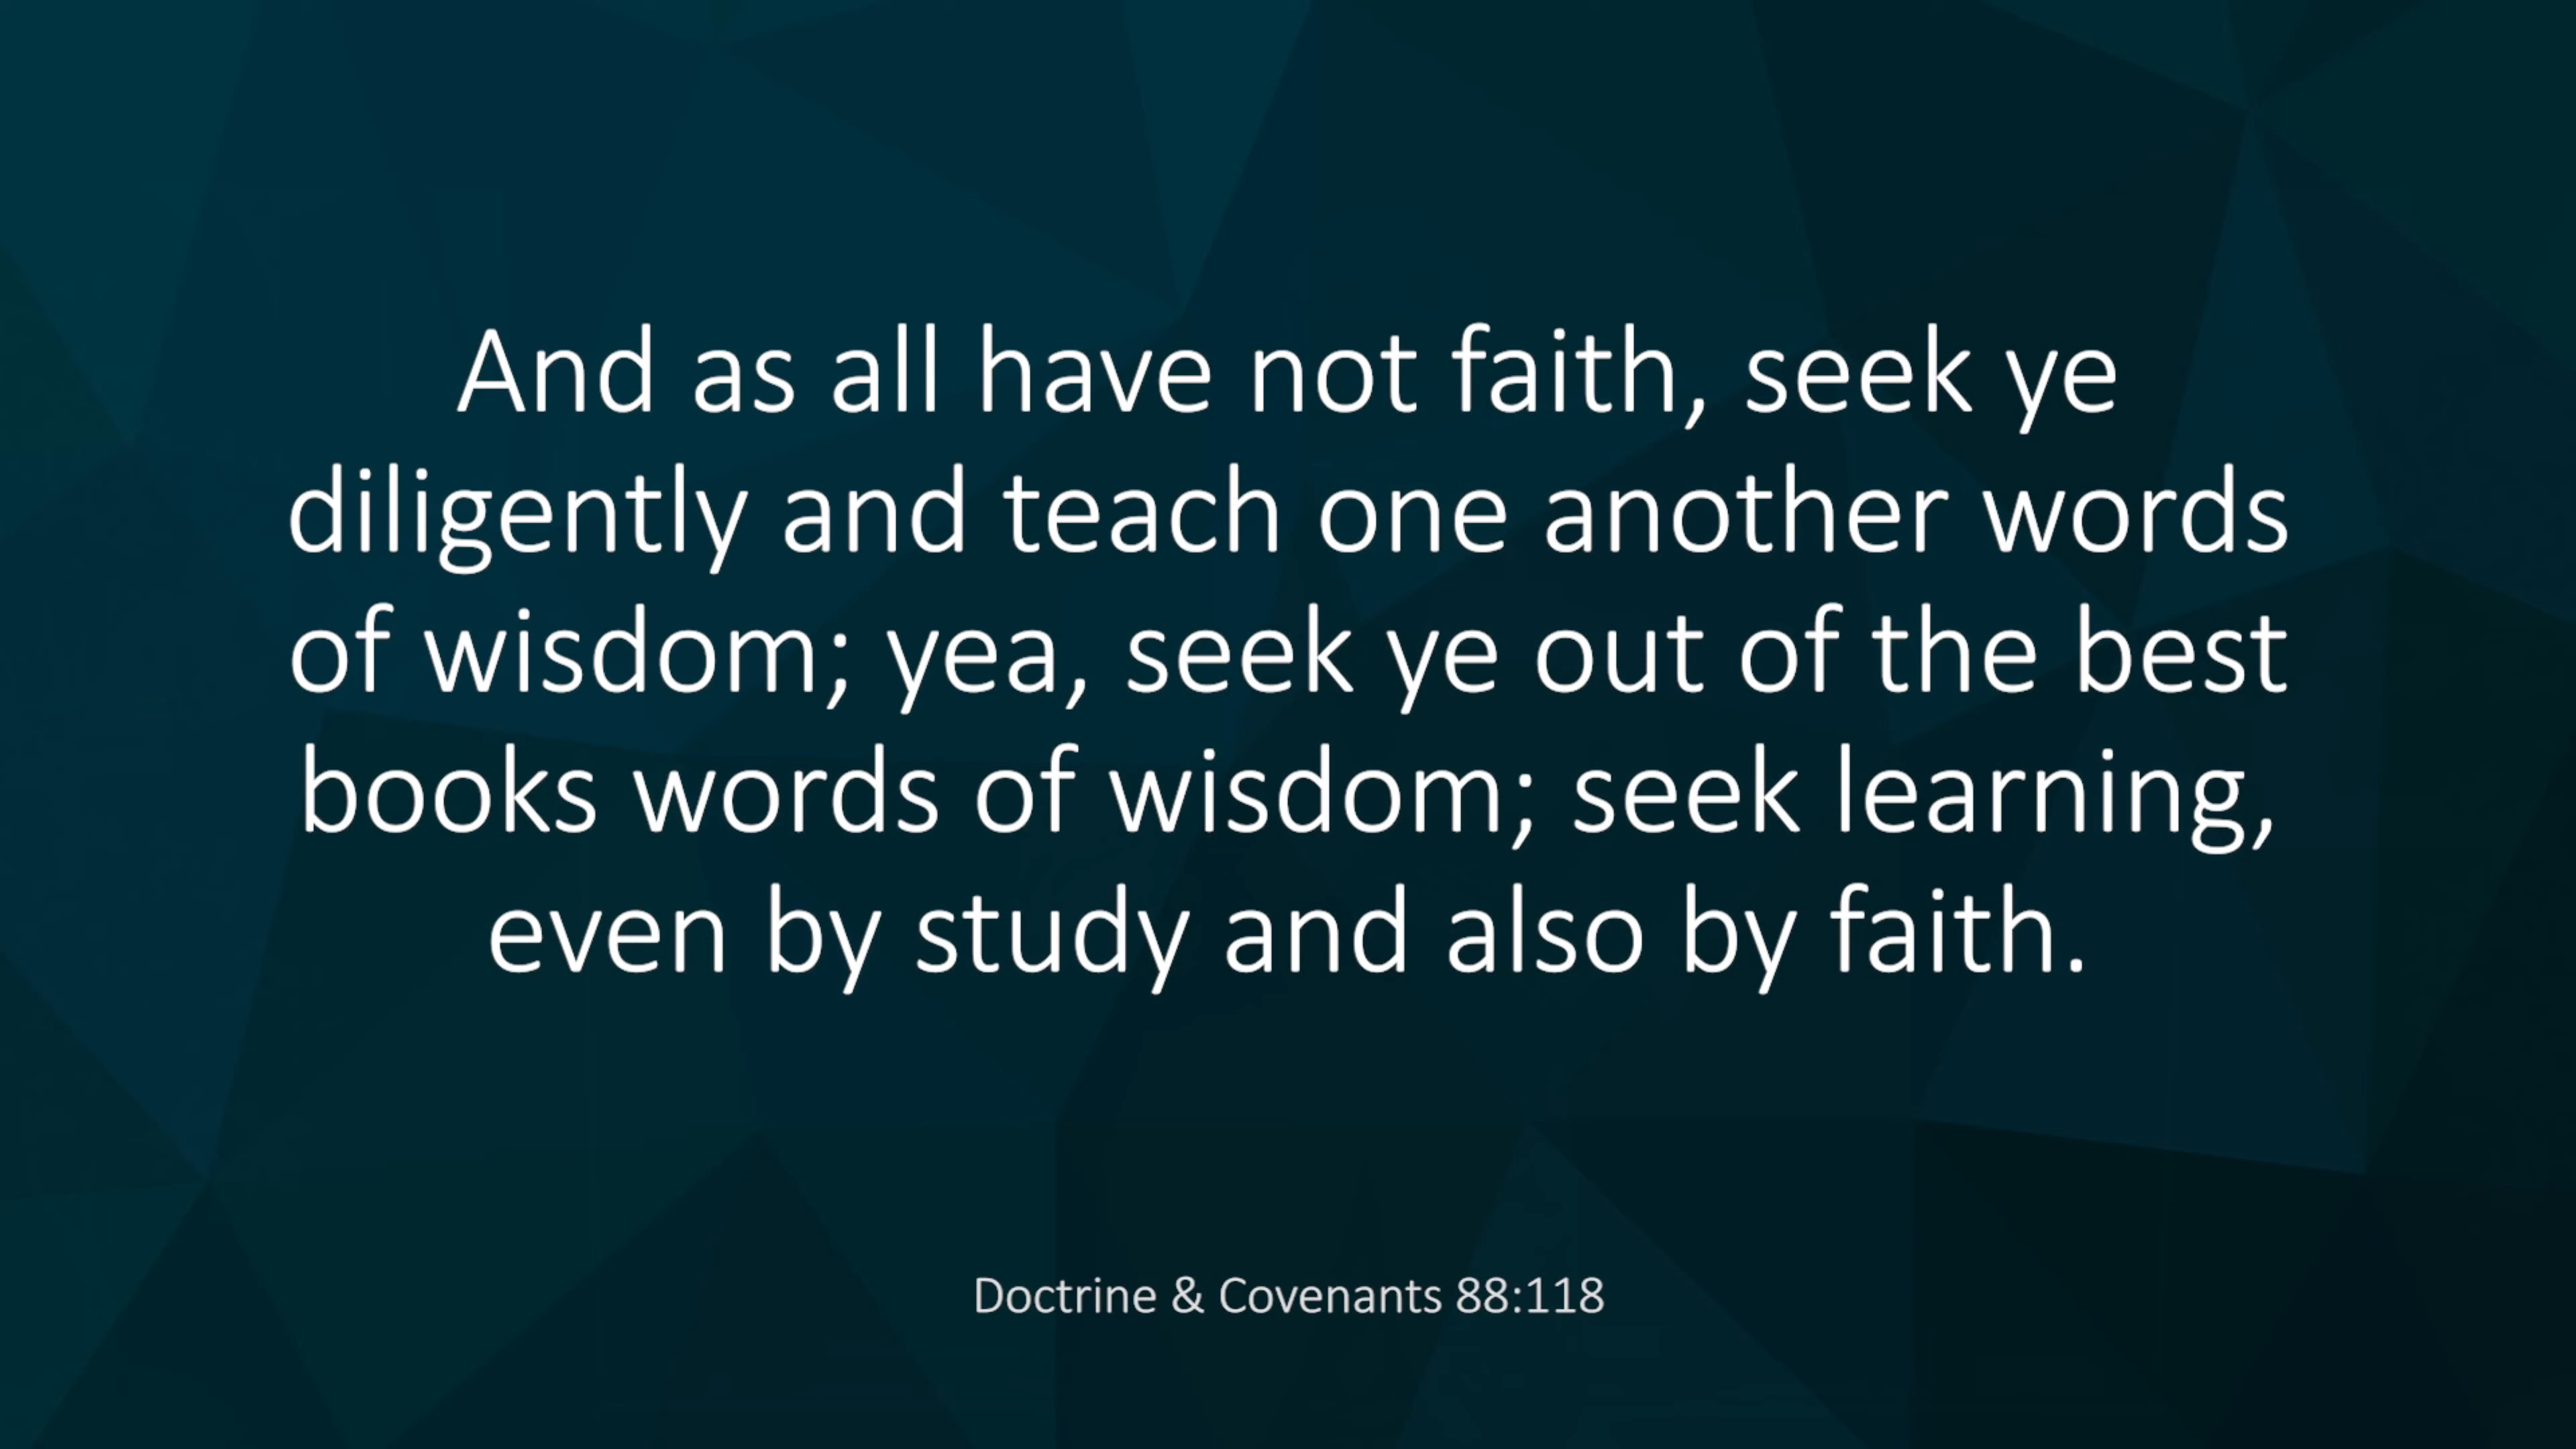 And as all have not faith, seek ye
diligently and teach one another words
of wisdom; yea, seek ye out of the best
books words of wisdom; seek learning,
even by study and also by faith.
Doctrine & Covenants 88:118